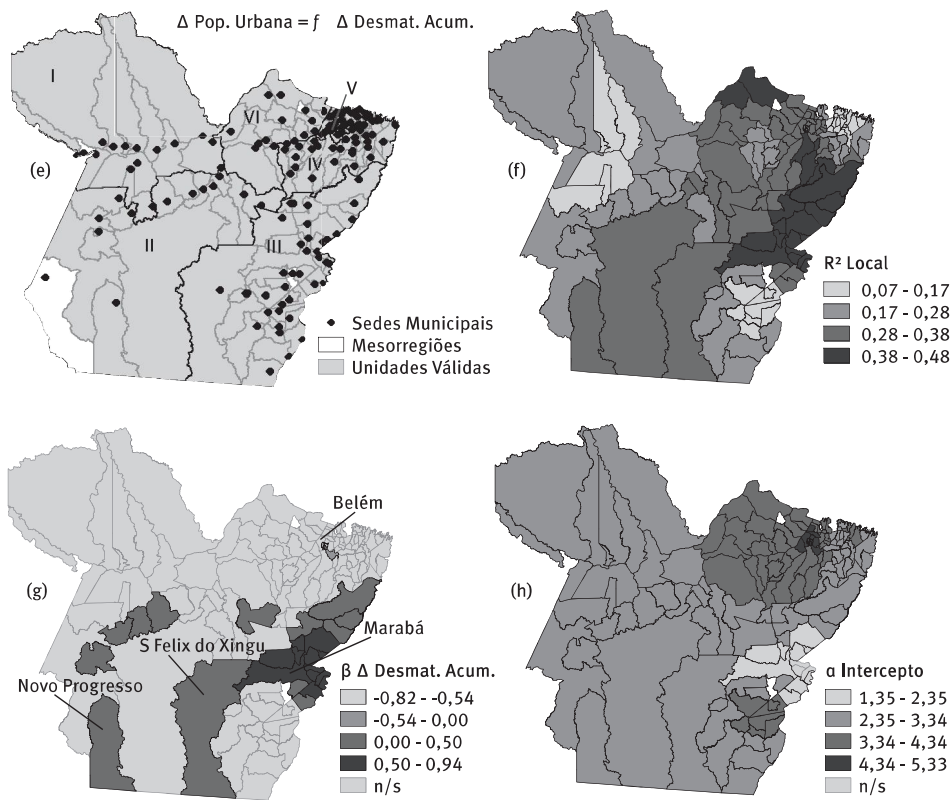 Δ Pop. Urbana = f Δ Desmat. Acum.
I
V
VI
IV
(e)
II
III
Sedes Municipais
Mesorregiões
Unidades Válidas
(f)
R² Local
0,07 - 0,17
0,17 - 0,28
0,28 - 0,38
0,38 - 0,48
Belém
(g)
S Felix do Xingu
Marabá
Novo Progresso
β Δ Desmat. Acum.
-0,82 - -0,54
-0,54 - 0,00
0,00 - 0,50
0,50 - 0,94
n/s
(h)
α Intercepto
1,35 - 2,35
2,35 - 3,34
3,34 - 4,34
4,34 - 5,33
n/s